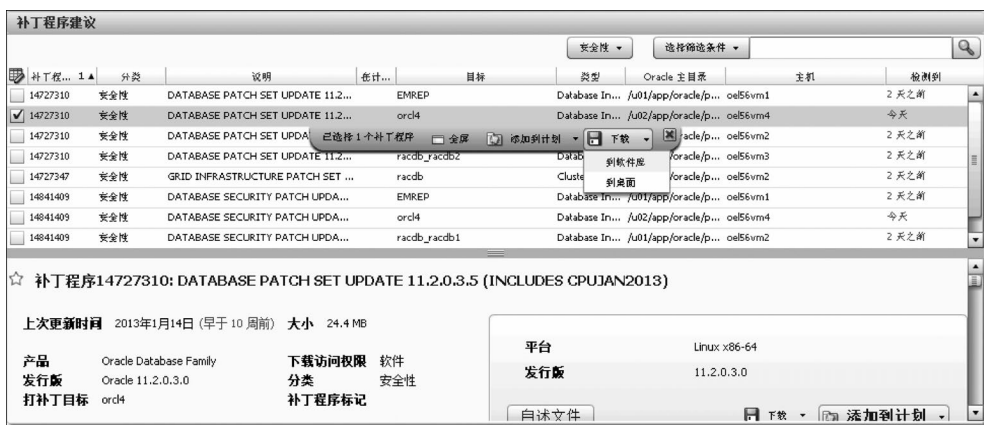 补丁程序建议
安全性 选择筛选条件
补丁程... 1 分类 说明 在计... 目标 类型 Oracle 主目录 主机 检测到
14727310 安全性 DATABASE PATCH SET UPDATE 11.2... EMREP Database In... /u01/app/oracle/p... oel56vm1 2 天之前
14727310 安全性 DATABASE PATCH SET UPDATE 11.2... orcl4 Database In... /u02/app/oracle/p... oel56vm4 今天
14727310 安全性 DATABASE PATCH SET UPDA oracle/p... oel56vm2 2 天之前
已选择 1 个补丁程序 全屏 添加到计划 下载
14727310 安全性 DATABASE PATCH SET UPDATE 11.2... racdb_racdb2 Datab oracle/p... oel56vm3 2 天之前
到软件库
14727347 安全性 GRID INFRASTRUCTURE PATCH SET ... racdb Cluste oracle/p... oel56vm2 2 天之前
到桌面
14841409 安全性 DATABASE SECURITY PATCH UPDA... EMREP Database In... /u01/app/oracle/p... oel56vm1 2 天之前
14841409 安全性 DATABASE SECURITY PATCH UPDA... orcl4 Database In... /u02/app/oracle/p... oel56vm4 今天
14841409 安全性 DATABASE SECURITY PATCH UPDA... racdb_racdb1 Database In... /u01/app/oracle/p... oel56vm2 2 天之前
补丁程序14727310: DATABASE PATCH SET UPDATE 11.2.0.3.5 (INCLUDES CPUJAN2013)
上次更新时间 2013年1月14日 (早于 10 周前) 大小 24.4 MB
产品 Oracle Database Family 下载访问权限 软件
发行版 Oracle 11.2.0.3.0 分类 安全性
打补丁目标 orcl4 补丁程序标记
平台 Linux x86-64
发行版 11.2.0.3.0
自述文件 下载 添加到计划